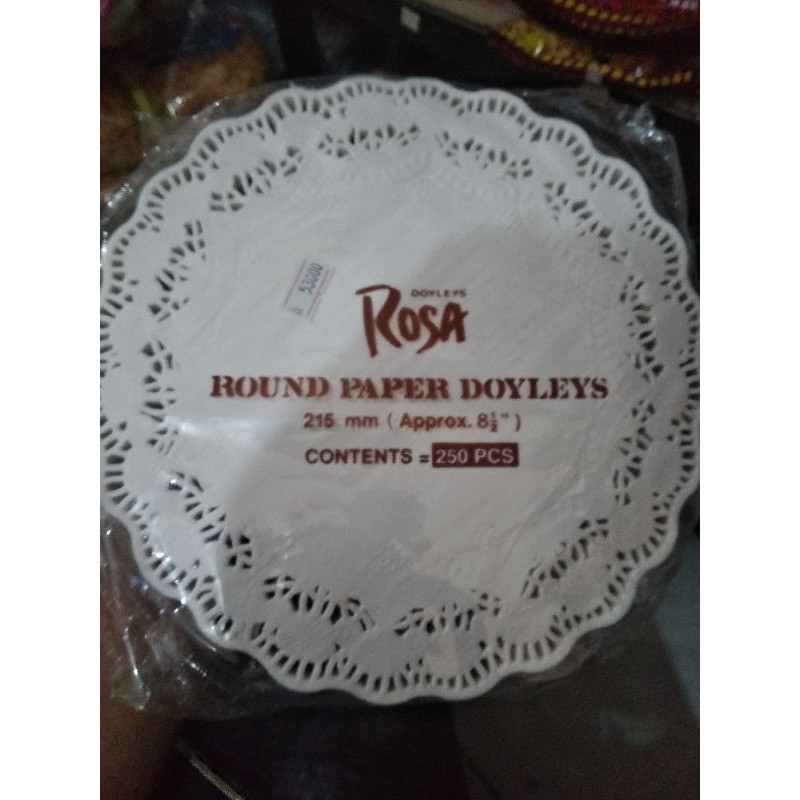 53000
DOYLEYS
ROSA
ROUND PAPER DOYLEYS
215 mm ( Approx. 8½" )
CONTENTS = 250 PCS